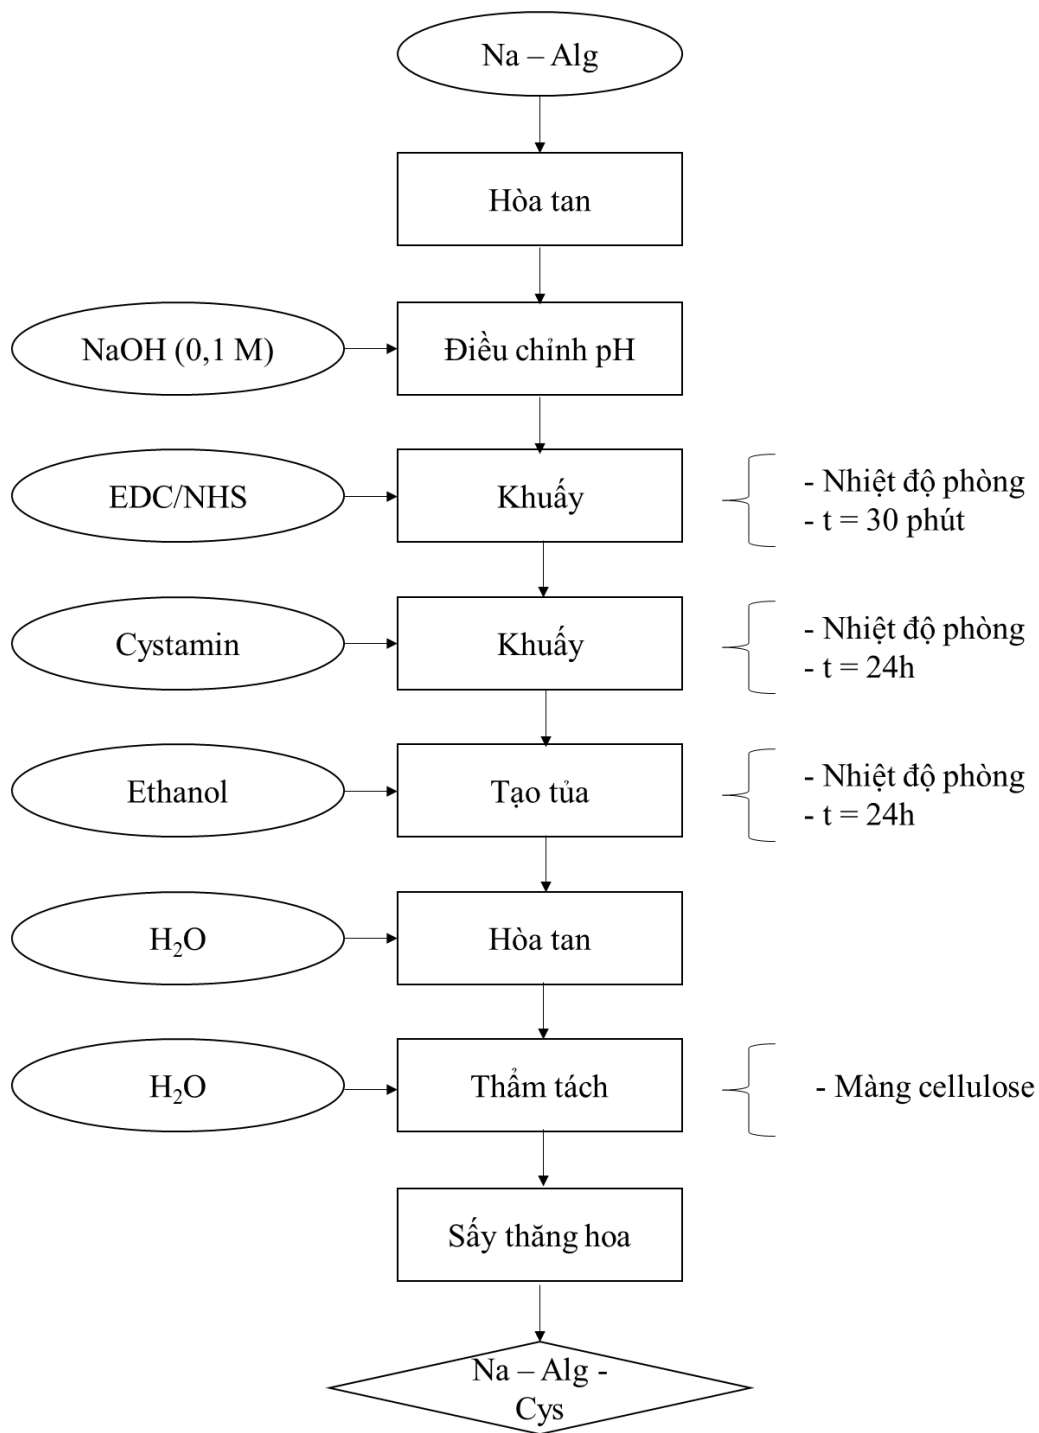 Na – Alg
Hòa tan
NaOH (0,1 M)
Điều chỉnh pH
EDC/NHS
Khuấy
- Nhiệt độ phòng
- t = 30 phút
Cystamin
Khuấy
- Nhiệt độ phòng
- t = 24h
Ethanol
Tạo tủa
- Nhiệt độ phòng
- t = 24h
H₂O
Hòa tan
H₂O
Thẩm tách
- Màng cellulose
Sấy thăng hoa
Na – Alg -
Cys